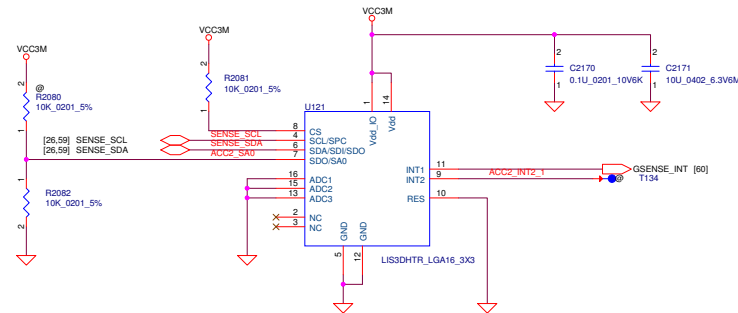 VCC3M
VCC3M
VCC3M
2
@
R2080
10K_0201_5%
1
2
R2081
10K_0201_5%
1
2
C2170
0.1U_0201_10V6K
1
2
C2171
10U_0402_6.3V6M
1
U121
1
14
Vdd_IO
Vdd
8
CS
[26,59] SENSE_SCL
SENSE_SCL
4
SCL/SPC
[26,59] SENSE_SDA
SENSE_SDA
6
SDA/SDI/SDO
ACC2_SA0
7
SDO/SA0
INT1
11
GSENSE_INT [60]
INT2
9
ACC2_INT2_1
@
T134
16
ADC1
15
ADC2
13
ADC3
RES
10
1
R2082
10K_0201_5%
2
2
NC
3
NC
GND
GND
5
12
LIS3DHTR_LGA16_3X3